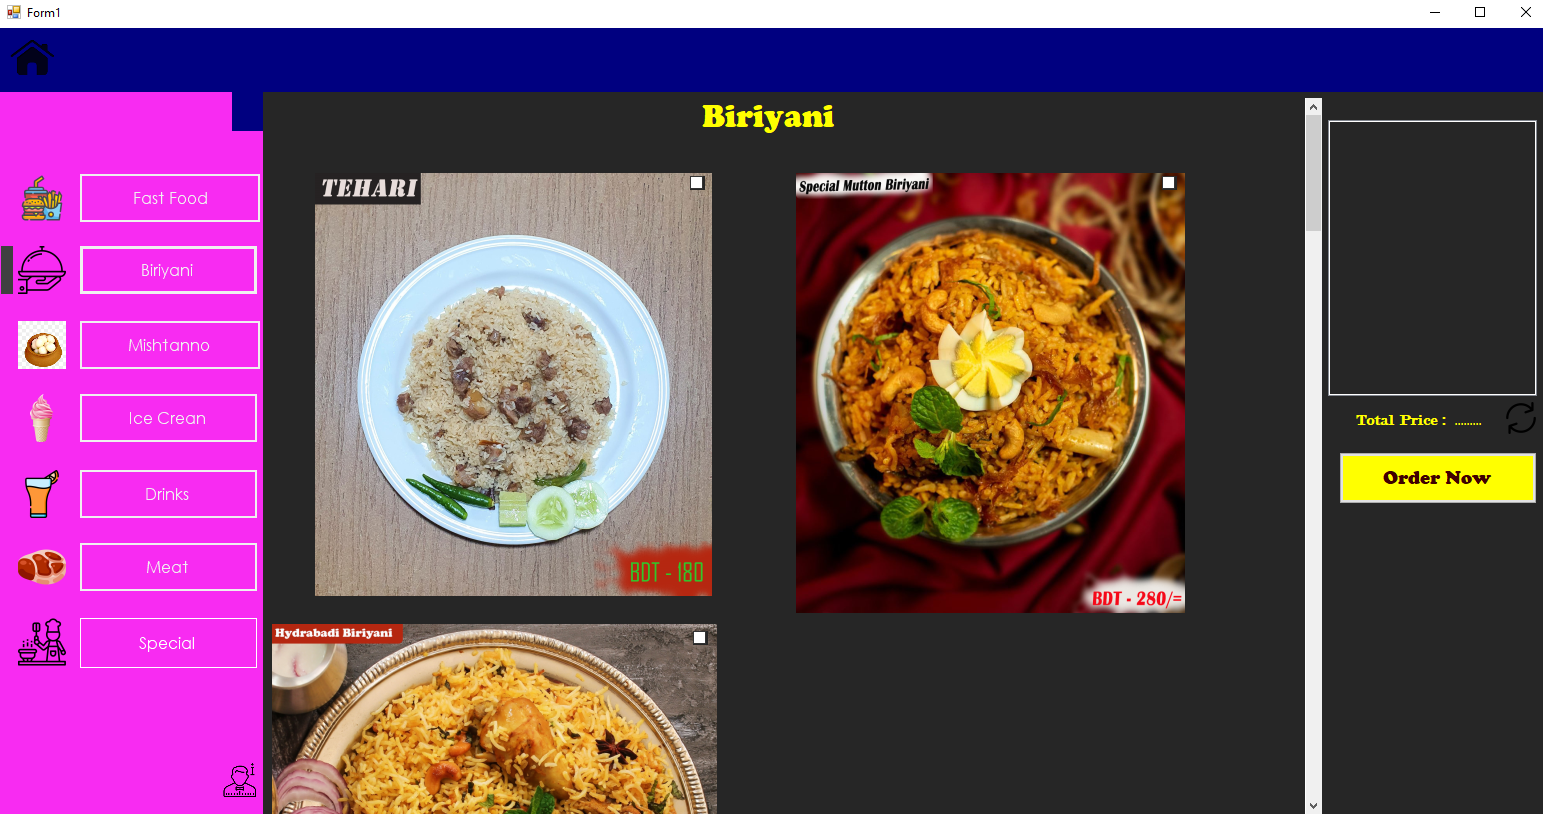 Form1
Biriyani
Fast Food
Biriyani
Mishtanno
Ice Crean
Drinks
Meat
Special
TEHARI
BDT - 180
Special Mutton Biriyani
BDT - 280/=
Hydrabadi Biriyani
Total Price : .........
Order Now